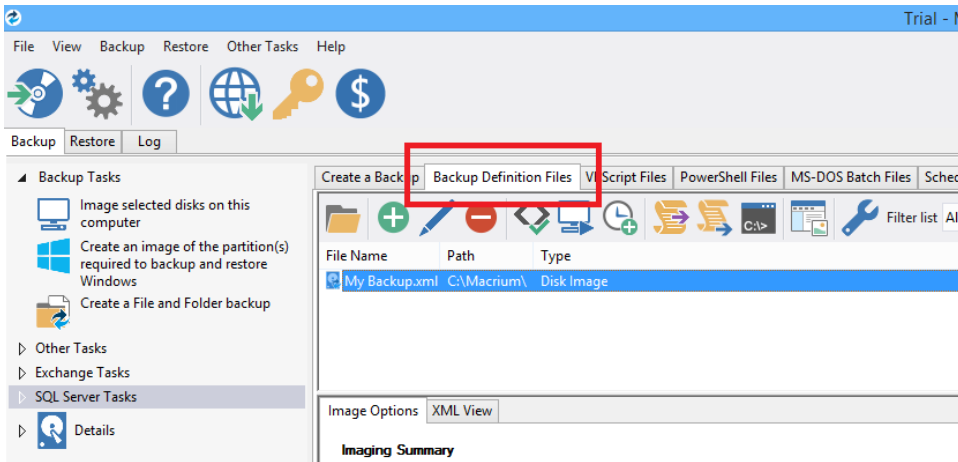 Trial - M
File View Backup Restore Other Tasks Help
Backup Restore Log
Backup Tasks
Image selected disks on this
computer
Create an image of the partition(s)
required to backup and restore
Windows
Create a File and Folder backup
Other Tasks
Exchange Tasks
SQL Server Tasks
Details
Create a Backup Backup Definition Files VBScript Files PowerShell Files MS-DOS Batch Files Sched
C:\>
Filter list Al
File Name Path Type
My Backup.xml C:\Macrium\ Disk Image
Image Options XML View
Imaging Summary